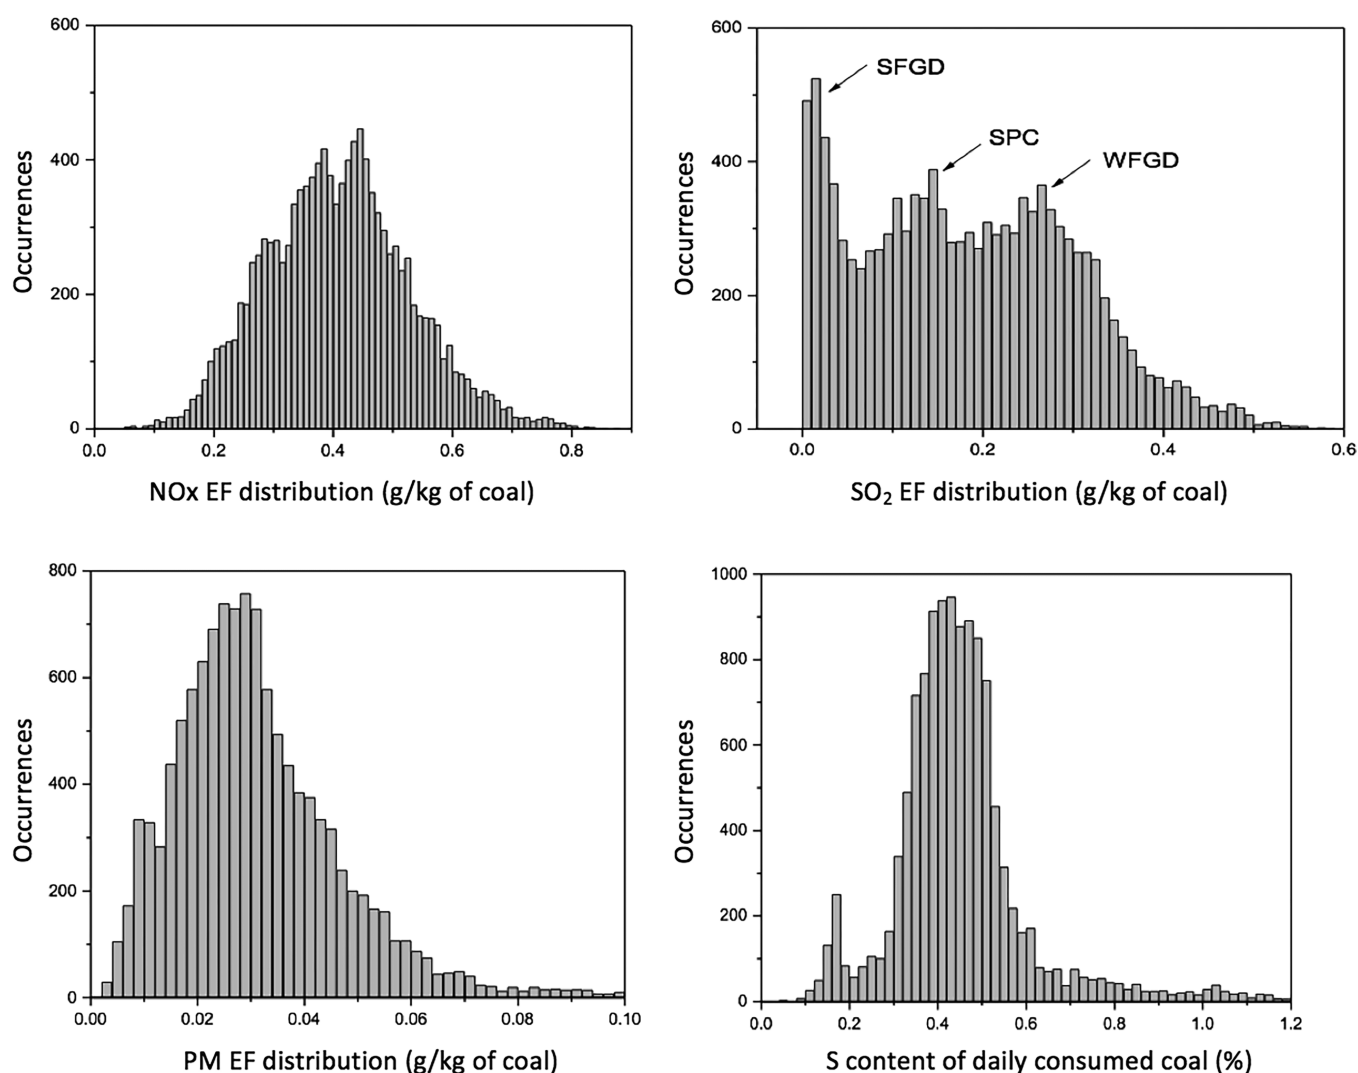 600
400
200
0
Occurrences
0.0 0.2 0.4 0.6 0.8
NOx EF distribution (g/kg of coal)
600
400
200
0
Occurrences
SFGD
SPC
WFGD
0.0 0.2 0.4 0.6
SO₂ EF distribution (g/kg of coal)
800
600
400
200
0
Occurrences
0.00 0.02 0.04 0.06 0.08 0.10
PM EF distribution (g/kg of coal)
1000
800
600
400
200
0
Occurrences
0.0 0.2 0.4 0.6 0.8 1.0 1.2
S content of daily consumed coal (%)